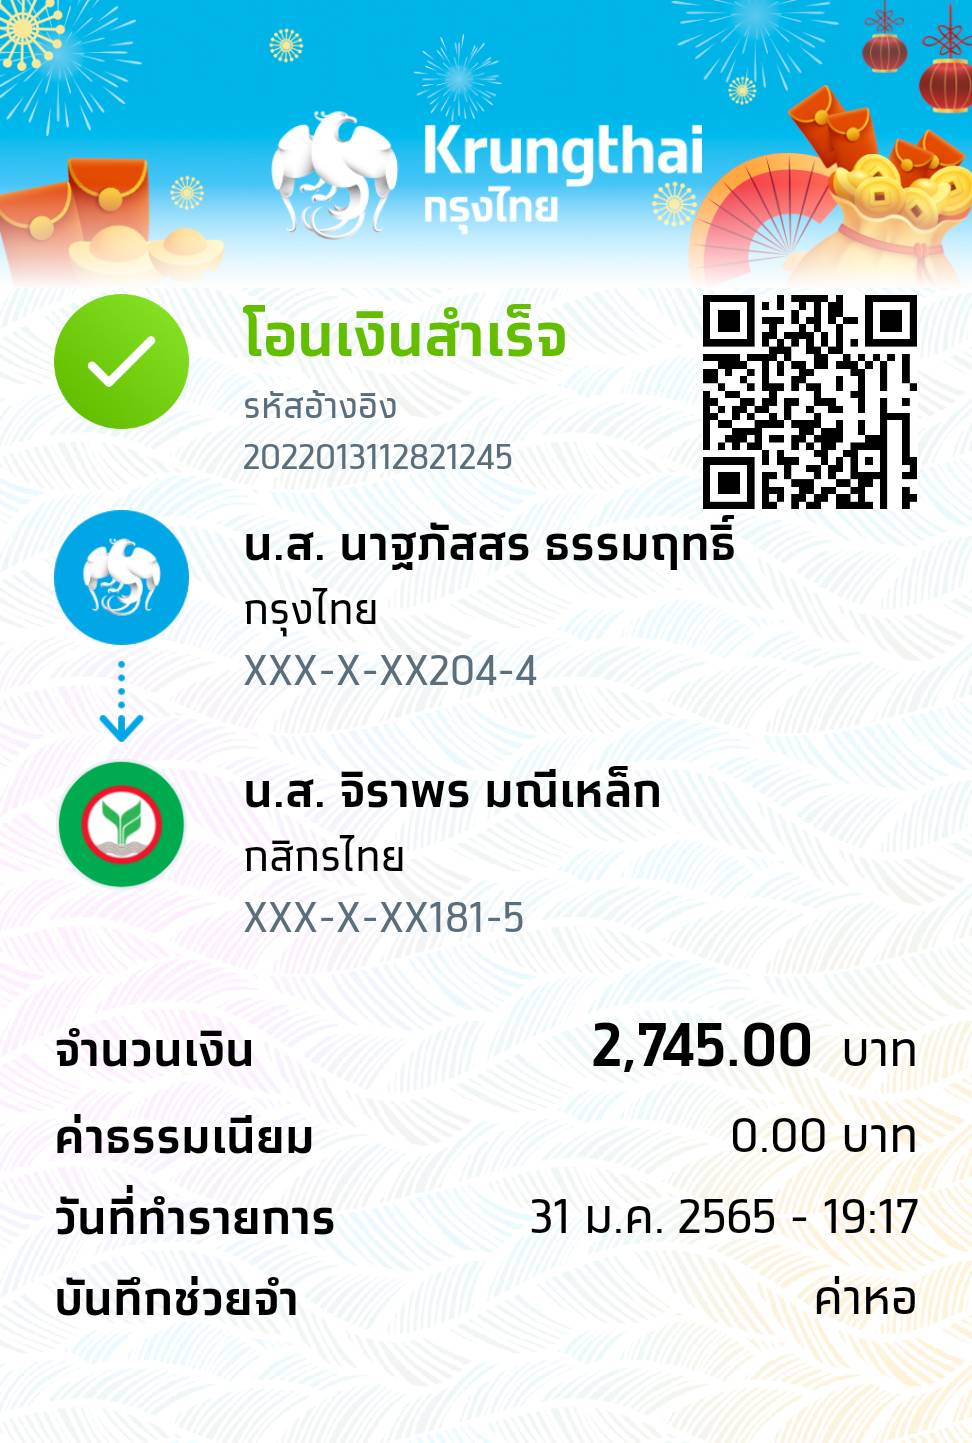 Krungthai
กรุงไทย
โอนเงินสำเร็จ
รหัสอ้างอิง
2022013112821245
น.ส. นาฐภัสสร ธรรมฤทธิ์
กรุงไทย
XXX-X-XX204-4
น.ส. จิราพร มณีเหล็ก
กสิกรไทย
XXX-X-XX181-5
จำนวนเงิน 2,745.00 บาท
ค่าธรรมเนียม 0.00 บาท
วันที่ทำรายการ 31 ม.ค. 2565 - 19:17
บันทึกช่วยจำ ค่าหอ